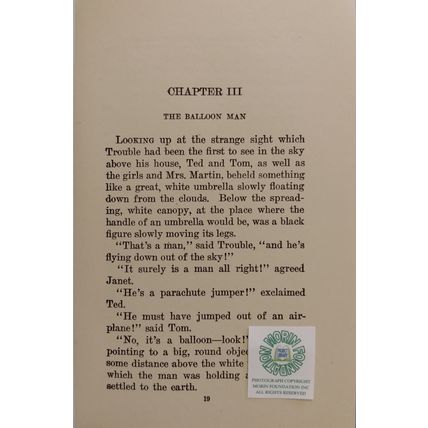 CHAPTER III
THE BALLOON MAN
LOOKING up at the strange sight which
Trouble had been the first to see in the sky
above his house, Ted and Tom, as well as
the girls and Mrs. Martin, beheld something
like a great, white umbrella slowly floating
down from the clouds. Below the spread-
ing, white canopy, at the place where the
handle of an umbrella would be, was a black
figure slowly moving its legs.
"That's a man," said Trouble, "and he's
flying down out of the sky!"
"It surely is a man all right!" agreed
Janet.
"He's a parachute jumper!" exclaimed
Ted.
"He must have jumped out of an air-
plane!" said Tom.
"No, it's a balloon—look!"
pointing to a big, round objec
some distance above the white
which the man was holding a
settled to the earth.
19
MORIN FOUNDATION
PHOTOGRAPH COPYRIGHT
MORIN FOUNDATION INC
ALL RIGHTS RESERVED